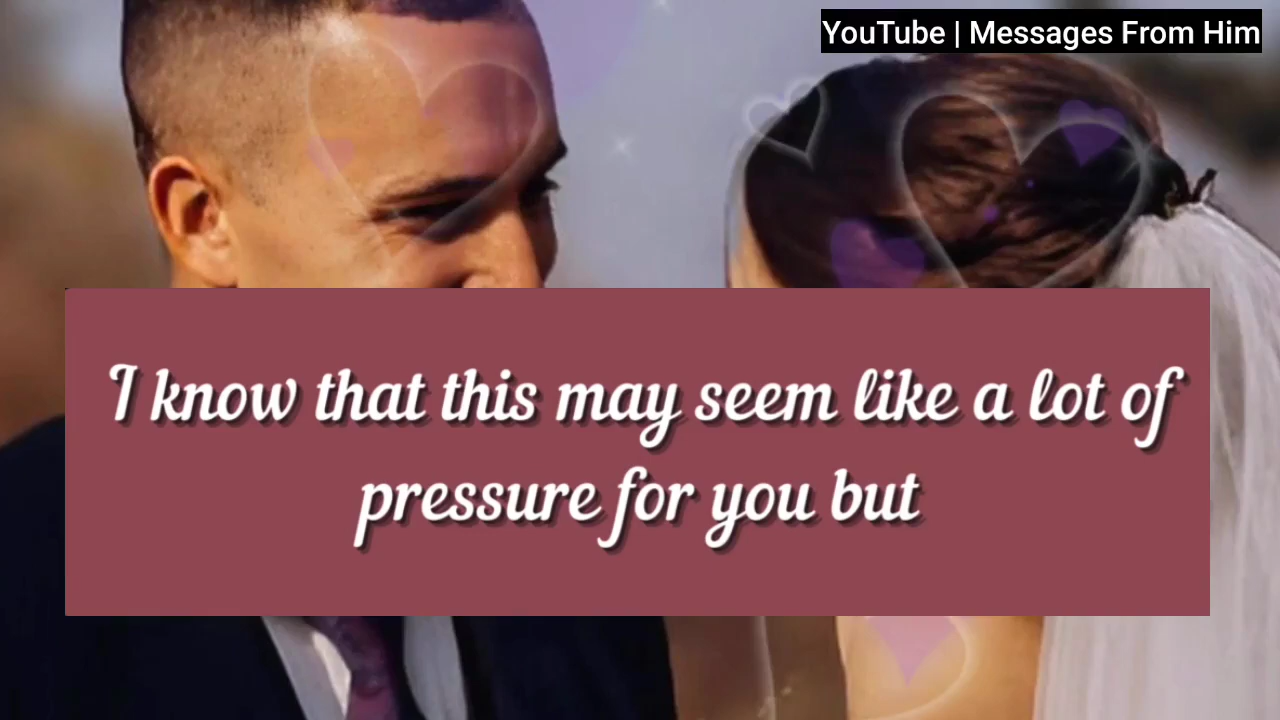 YouTube | Messages From Him
I know that this may seem like a lot of
pressure for you but